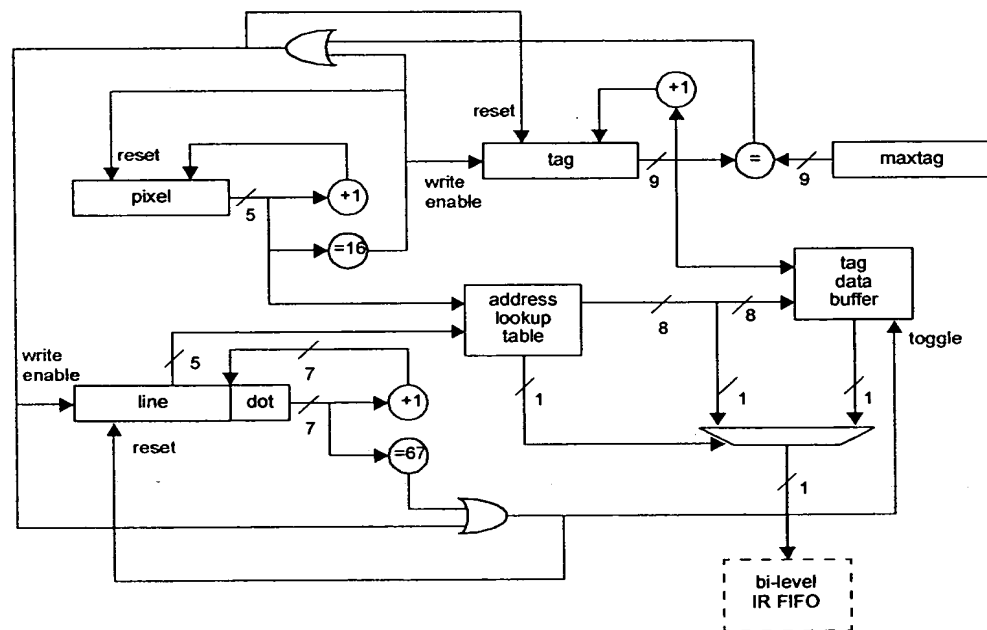 +1
reset
reset
tag
=
maxtag
9
9
write
enable
pixel
5
+1
=16
tag
data
buffer
address
lookup
table
8
8
toggle
write
enable
5
7
1
1
1
line
dot
7
+1
reset
=67
1
bi-level
IR FIFO